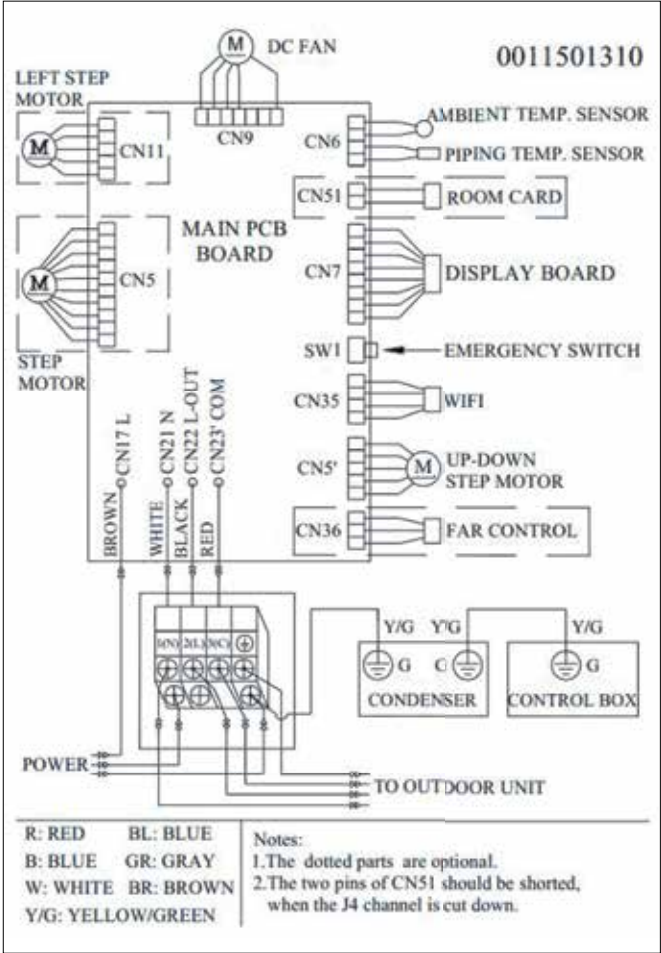 M
DC FAN
0011501310
LEFT STEP
MOTOR
M
CN11
CN9
CN6
AMBIENT TEMP. SENSOR
PIPING TEMP. SENSOR
CN51
ROOM CARD
MAIN PCB
BOARD
M
CN5
CN7
DISPLAY BOARD
STEP
MOTOR
SW1
EMERGENCY SWITCH
CN35
WIFI
CN5'
M
UP-DOWN
STEP MOTOR
CN36
FAR CONTROL
BROWN
CN17 L
WHITE
CN21 N
BLACK
CN22 L-OUT
RED
CN23' COM
1(N) 2(L) 3(C)
Y/G
Y/G
Y/G
G
G
G
CONDENSER
CONTROL BOX
POWER
TO OUTDOOR UNIT
R: RED BL: BLUE
B: BLUE GR: GRAY
W: WHITE BR: BROWN
Y/G: YELLOW/GREEN
Notes:
1.The dotted parts are optional.
2.The two pins of CN51 should be shorted,
when the J4 channel is cut down.